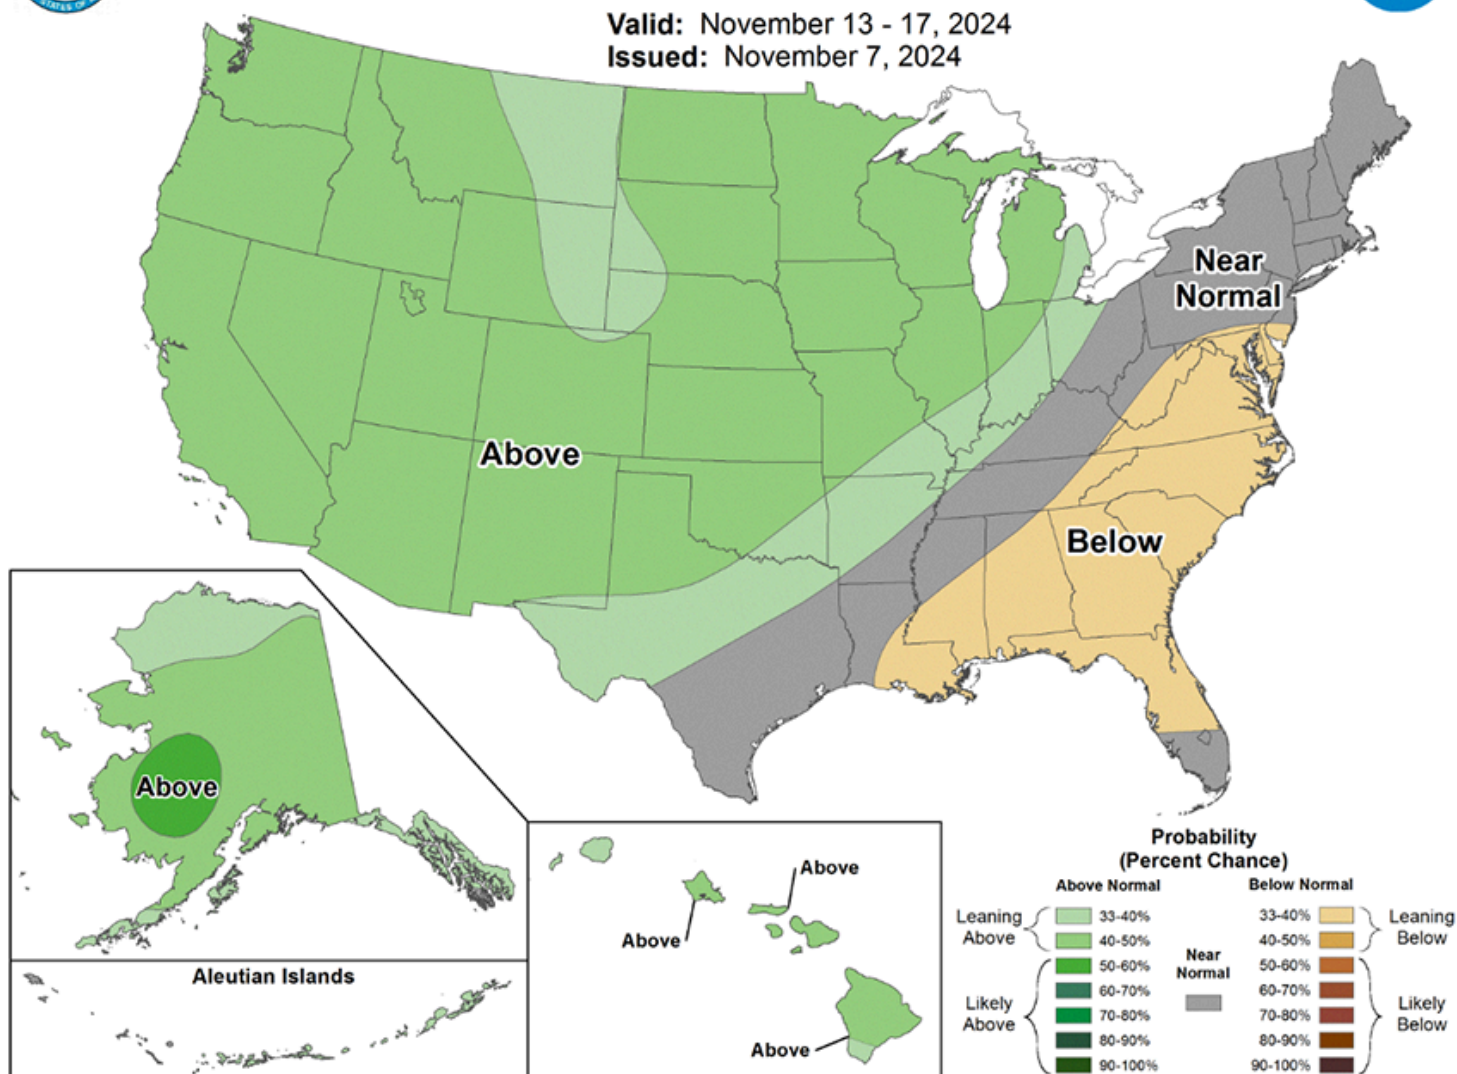 STATES OF
Valid: November 13 - 17, 2024
Issued: November 7, 2024
Near
Normal
Above
Below
Above
Aleutian Islands
Above
Above
Above
Probability
(Percent Chance)
Above Normal
Below Normal
Leaning
Above
33-40%
40-50%
Likely
Above
50-60%
60-70%
70-80%
80-90%
90-100%
Near
Normal
33-40%
40-50%
Leaning
Below
50-60%
60-70%
70-80%
80-90%
90-100%
Likely
Below